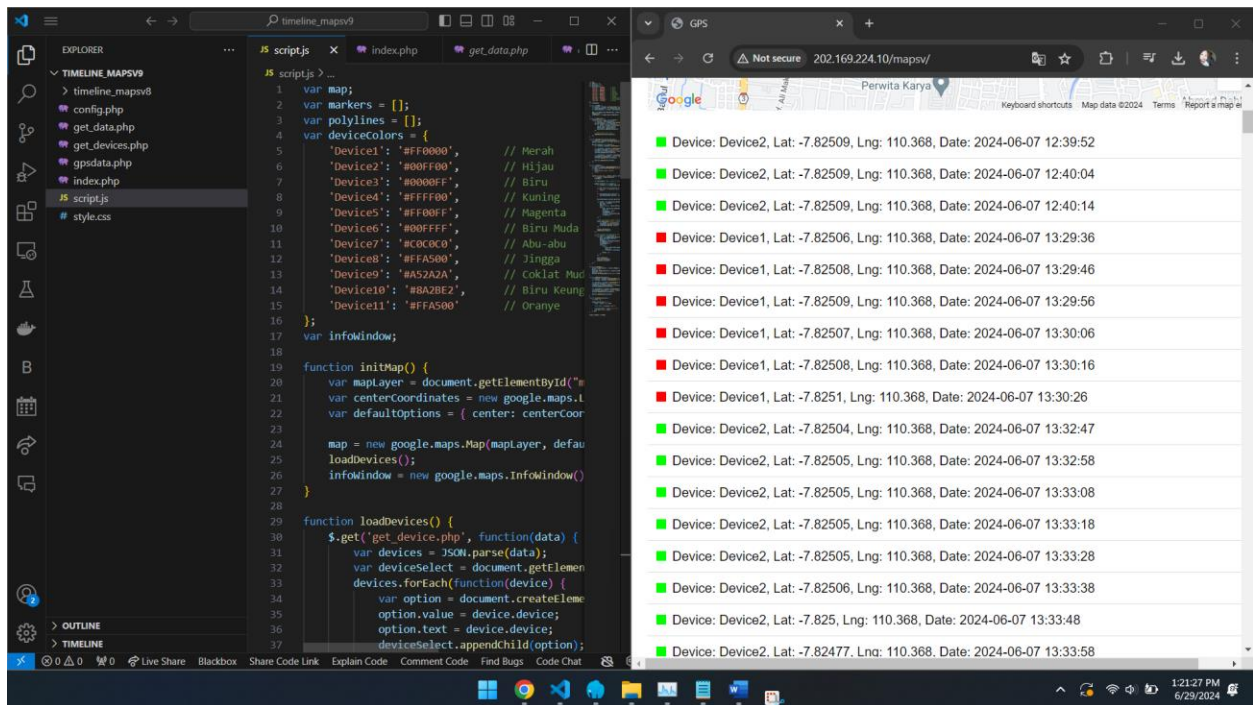 timeline_mapsv9
EXPLORER
TIMELINE_MAPSV9
timeline_mapsv8
config.php
get_data.php
get_devices.php
gpsdata.php
index.php
JS script.js
# style.css
OUTLINE
TIMELINE
JS script.js
index.php
get_data.php
JS script.js > ...
1 var map;
2 var markers = [];
3 var polylines = [];
4 var deviceColors = {
5 'Device1': '#FF0000', // Merah
6 'Device2': '#00FF00', // Hijau
7 'Device3': '#0000FF', // Biru
8 'Device4': '#FFFF00', // Kuning
9 'Device5': '#FF00FF', // Magenta
10 'Device6': '#00FFFF', // Biru Muda
11 'Device7': '#C0C0C0', // Abu-abu
12 'Device8': '#FFA500', // Jingga
13 'Device9': '#A52A2A', // Coklat Mud
14 'Device10': '#8A2BE2', // Biru Keung
15 'Device11': '#FFA500' // Oranye
16 };
17 var infoWindow;
18
19 function initMap() {
20 var mapLayer = document.getElementById("m
21 var centerCoordinates = new google.maps.L
22 var defaultOptions = { center: centerCoor
23
24 map = new google.maps.Map(mapLayer, defau
25 loadDevices();
26 infoWindow = new google.maps.InfoWindow()
27 }
28
29 function loadDevices() {
30 $.get('get_device.php', function(data) {
31 var devices = JSON.parse(data);
32 var deviceSelect = document.getElemen
33 devices.forEach(function(device) {
34 var option = document.createEleme
35 option.value = device.device;
36 option.text = device.device;
37 deviceSelect.appendChild(option);
0 0 0 Live Share Blackbox Share Code Link Explain Code Comment Code Find Bugs Code Chat
GPS
Not secure 202.169.224.10/mapsv/
Perwita Karya
Google
Keyboard shortcuts Map data ©2024 Terms Report a map er
Device: Device2, Lat: -7.82509, Lng: 110.368, Date: 2024-06-07 12:39:52
Device: Device2, Lat: -7.82509, Lng: 110.368, Date: 2024-06-07 12:40:04
Device: Device2, Lat: -7.82509, Lng: 110.368, Date: 2024-06-07 12:40:14
Device: Device1, Lat: -7.82506, Lng: 110.368, Date: 2024-06-07 13:29:36
Device: Device1, Lat: -7.82508, Lng: 110.368, Date: 2024-06-07 13:29:46
Device: Device1, Lat: -7.82509, Lng: 110.368, Date: 2024-06-07 13:29:56
Device: Device1, Lat: -7.82507, Lng: 110.368, Date: 2024-06-07 13:30:06
Device: Device1, Lat: -7.82508, Lng: 110.368, Date: 2024-06-07 13:30:16
Device: Device1, Lat: -7.8251, Lng: 110.368, Date: 2024-06-07 13:30:26
Device: Device2, Lat: -7.82504, Lng: 110.368, Date: 2024-06-07 13:32:47
Device: Device2, Lat: -7.82505, Lng: 110.368, Date: 2024-06-07 13:32:58
Device: Device2, Lat: -7.82505, Lng: 110.368, Date: 2024-06-07 13:33:08
Device: Device2, Lat: -7.82505, Lng: 110.368, Date: 2024-06-07 13:33:18
Device: Device2, Lat: -7.82505, Lng: 110.368, Date: 2024-06-07 13:33:28
Device: Device2, Lat: -7.82506, Lng: 110.368, Date: 2024-06-07 13:33:38
Device: Device2, Lat: -7.825, Lng: 110.368, Date: 2024-06-07 13:33:48
Device: Device2, Lat: -7.82477, Lng: 110.368, Date: 2024-06-07 13:33:58
1:21:27 PM
6/29/2024